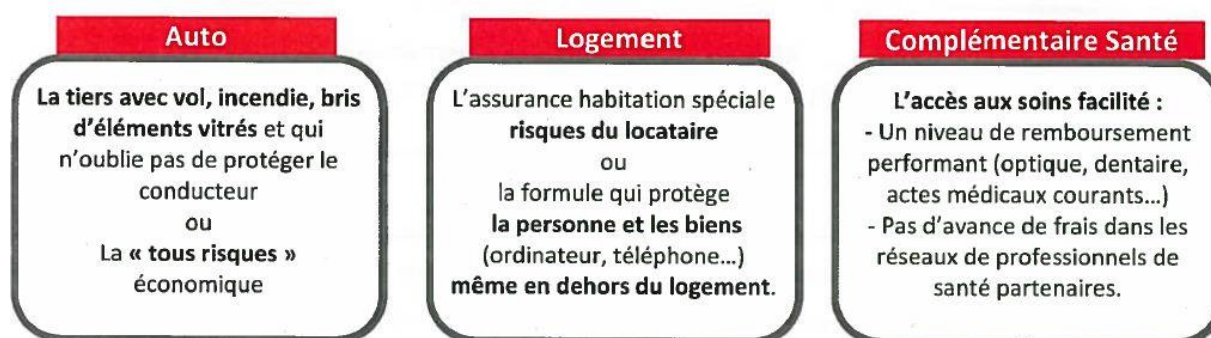 Auto
La tiers avec vol, incendie, bris
d'éléments vitrés et qui
n'oublie pas de protéger le
conducteur
ou
La « tous risques »
économique
Logement
L'assurance habitation spéciale
risques du locataire
ou
la formule qui protège
la personne et les biens
(ordinateur, téléphone...)
même en dehors du logement.
Complémentaire Santé
L'accès aux soins facilité :
- Un niveau de remboursement
performant (optique, dentaire,
actes médicaux courants...)
- Pas d'avance de frais dans les
réseaux de professionnels de
santé partenaires.